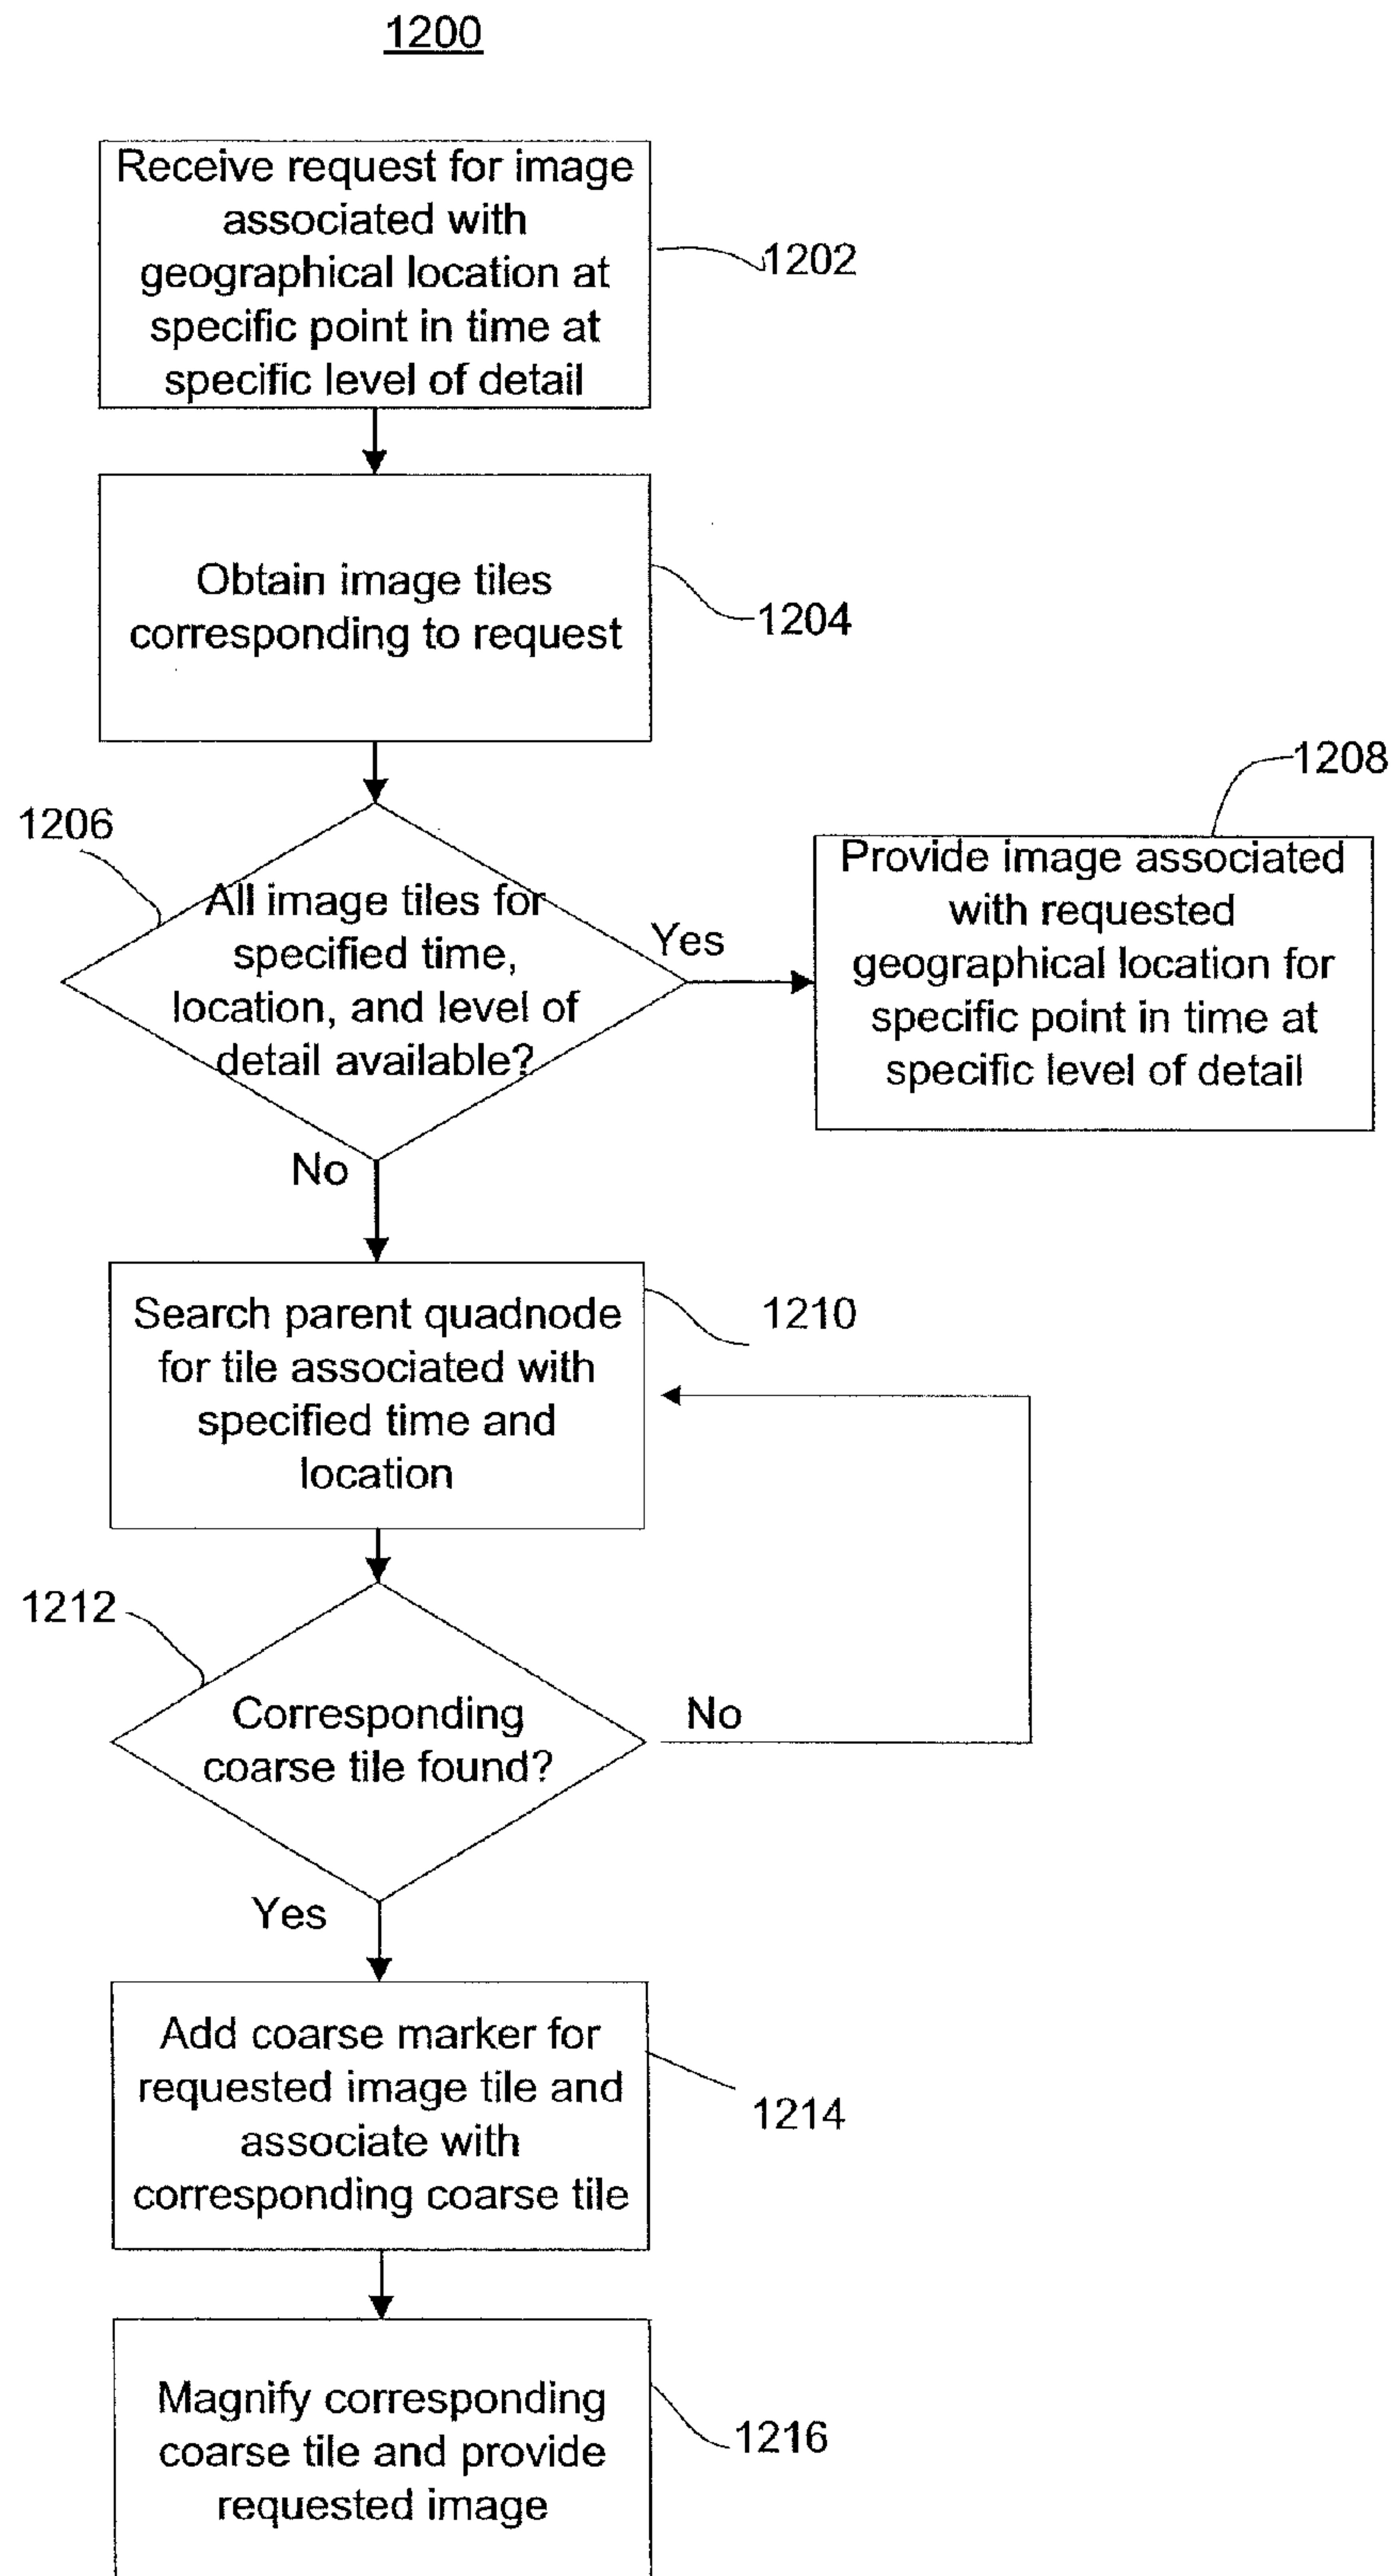 1200
Receive request for image
associated with
geographical location at
specific point in time at
specific level of detail
1202
Obtain image tiles
corresponding to request
1204
1206
All image tiles for
specified time,
location, and level of
detail available?
Yes
1208
Provide image associated
with requested
geographical location for
specific point in time at
specific level of detail
No
Search parent quadnode
for tile associated with
specified time and
location
1210
1212
Corresponding
coarse tile found?
No
Yes
Add coarse marker for
requested image tile and
associate with
corresponding coarse tile
1214
Magnify corresponding
coarse tile and provide
requested image
1216